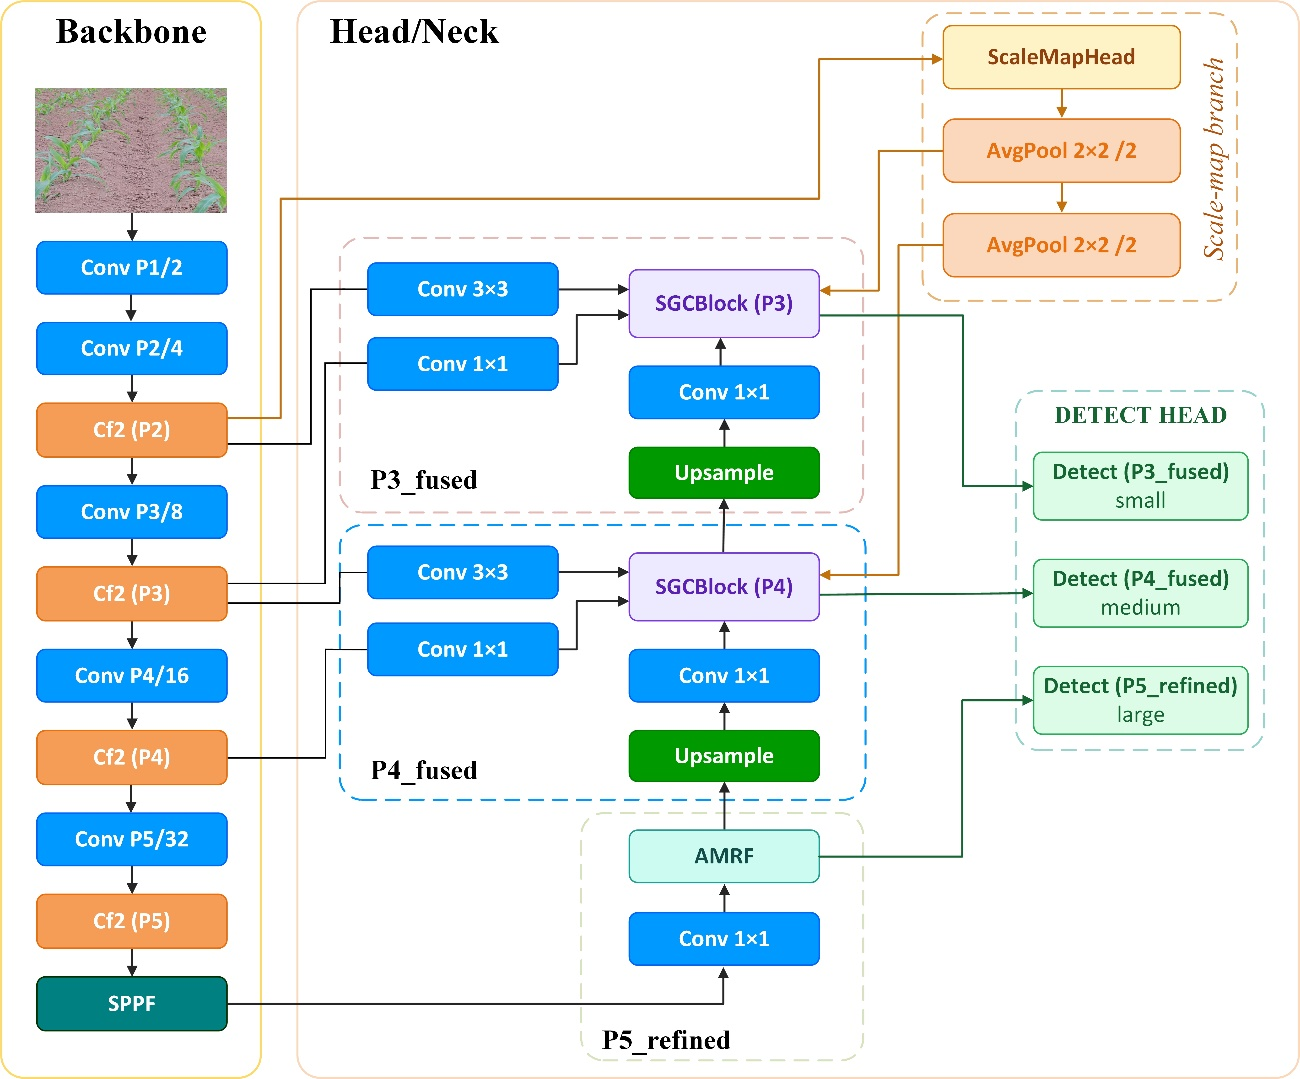 Backbone
Conv P1/2
Conv P2/4
Cf2 (P2)
Conv P3/8
Cf2 (P3)
Conv P4/16
Cf2 (P4)
Conv P5/32
Cf2 (P5)
SPPF
Head/Neck
ScaleMapHead
AvgPool 2×2 /2
AvgPool 2×2 /2
Scale-map branch
Conv 3×3
Conv 1×1
SGCBlock (P3)
Conv 1×1
Upsample
P3_fused
Conv 3×3
Conv 1×1
SGCBlock (P4)
Conv 1×1
Upsample
P4_fused
AMRF
Conv 1×1
P5_refined
DETECT HEAD
Detect (P3_fused)
small
Detect (P4_fused)
medium
Detect (P5_refined)
large